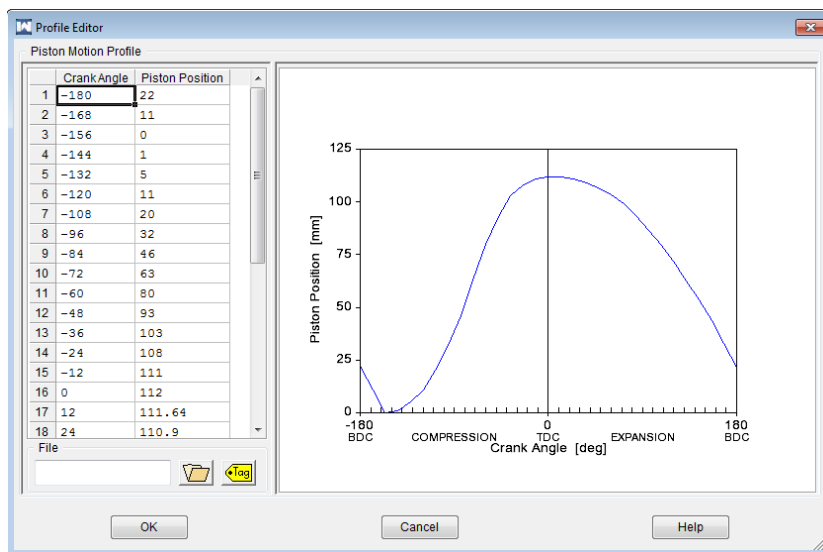 Profile Editor
Piston Motion Profile
Crank Angle Piston Position
1 -180 22
2 -168 11
3 -156 0
4 -144 1
5 -132 5
6 -120 11
7 -108 20
8 -96 32
9 -84 46
10 -72 63
11 -60 80
12 -48 93
13 -36 103
14 -24 108
15 -12 111
16 0 112
17 12 111.64
18 24 110.9
File
Tag
125
100
75
50
25
0
Piston Position [mm]
-180 0 180
BDC COMPRESSION TDC EXPANSION BDC
Crank Angle [deg]
OK Cancel Help